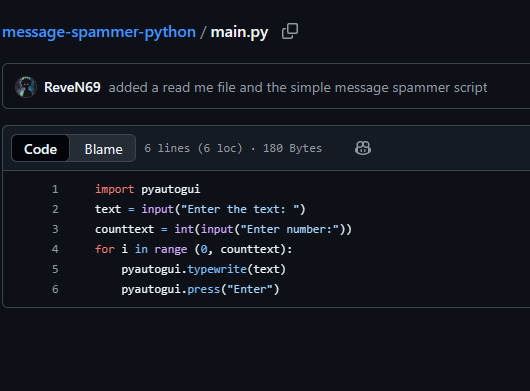 message-spammer-python / main.py
ReveN69 added a read me file and the simple message spammer script
Code Blame 6 lines (6 loc) · 180 Bytes
1 import pyautogui
2 text = input("Enter the text: ")
3 counttext = int(input("Enter number:"))
4 for i in range (0, counttext):
5     pyautogui.typewrite(text)
6     pyautogui.press("Enter")